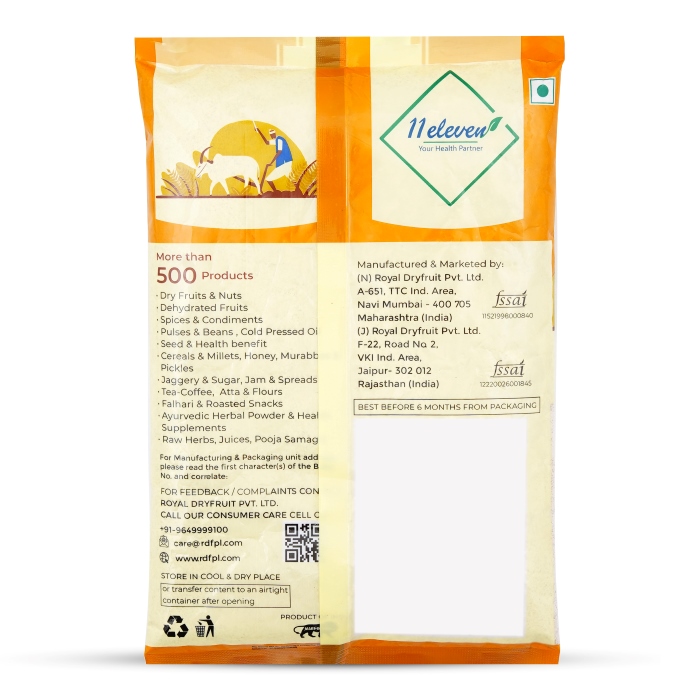 11 eleven
Your Health Partner
More than
500 Products
· Dry Fruits & Nuts
· Dehydrated Fruits
· Spices & Condiments
· Pulses & Beans , Cold Pressed Oi
· Seed & Health benefit
· Cereals & Millets, Honey, Murabb
Pickles
· Jaggery & Sugar, Jam & Spreads
· Tea-Coffee, Atta & Flours
· Falhari & Roasted Snacks
· Ayurvedic Herbal Powder & Heal
Supplements
· Raw Herbs, Juices, Pooja Samag
For Manufacturing & Packaging unit add
please read the first character(s) of the B
No. and correlate:
FOR FEEDBACK / COMPLAINTS CON
ROYAL DRYFRUIT PVT. LTD.
CALL OUR CONSUMER CARE CELL O
+91-9649999100
care@rdfpl.com
www.rdfpl.com
STORE IN COOL & DRY PLACE
or transfer content to an airtight
container after opening
PRODUCT
Manufactured & Marketed by:
(N) Royal Dryfruit Pvt. Ltd.
A-651, TTC Ind. Area,
Navi Mumbai - 400 705
Maharashtra (India)
fssai
11521998000840
(J) Royal Dryfruit Pvt. Ltd.
F-22, Road No. 2,
VKI Ind. Area,
Jaipur- 302 012
Rajasthan (India)
fssai
12220026001845
BEST BEFORE 6 MONTHS FROM PACKAGING